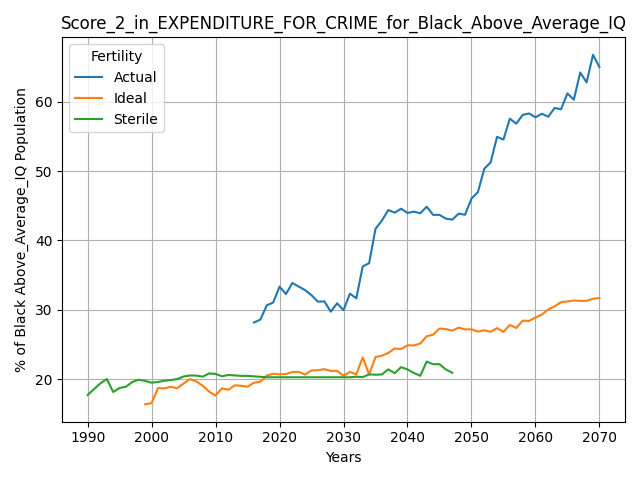 Score_2_in_EXPENDITURE_FOR_CRIME_for_Black_Above_Average_IQ
Fertility
Actual
Ideal
Sterile
% of Black Above_Average_IQ Population
60
50
40
30
20
1990 2000 2010 2020 2030 2040 2050 2060 2070
Years